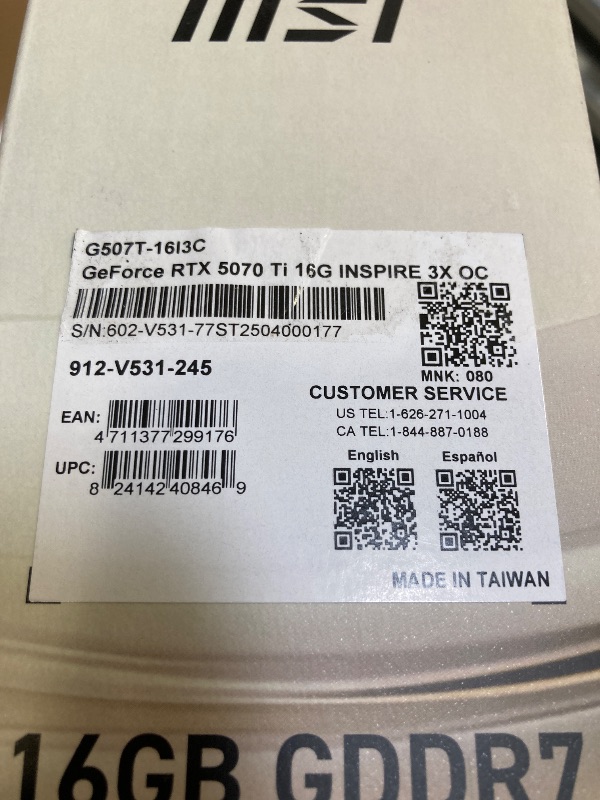 msi
G507T-16I3C
GeForce RTX 5070 Ti 16G INSPIRE 3X OC
S/N:602-V531-77ST2504000177
MNK: 080
912-V531-245
CUSTOMER SERVICE
US TEL:1-626-271-1004
CA TEL:1-844-887-0188
EAN:
4 711377 299176
UPC:
8 24142 40846 9
English
Español
MADE IN TAIWAN
16GB GDDR7